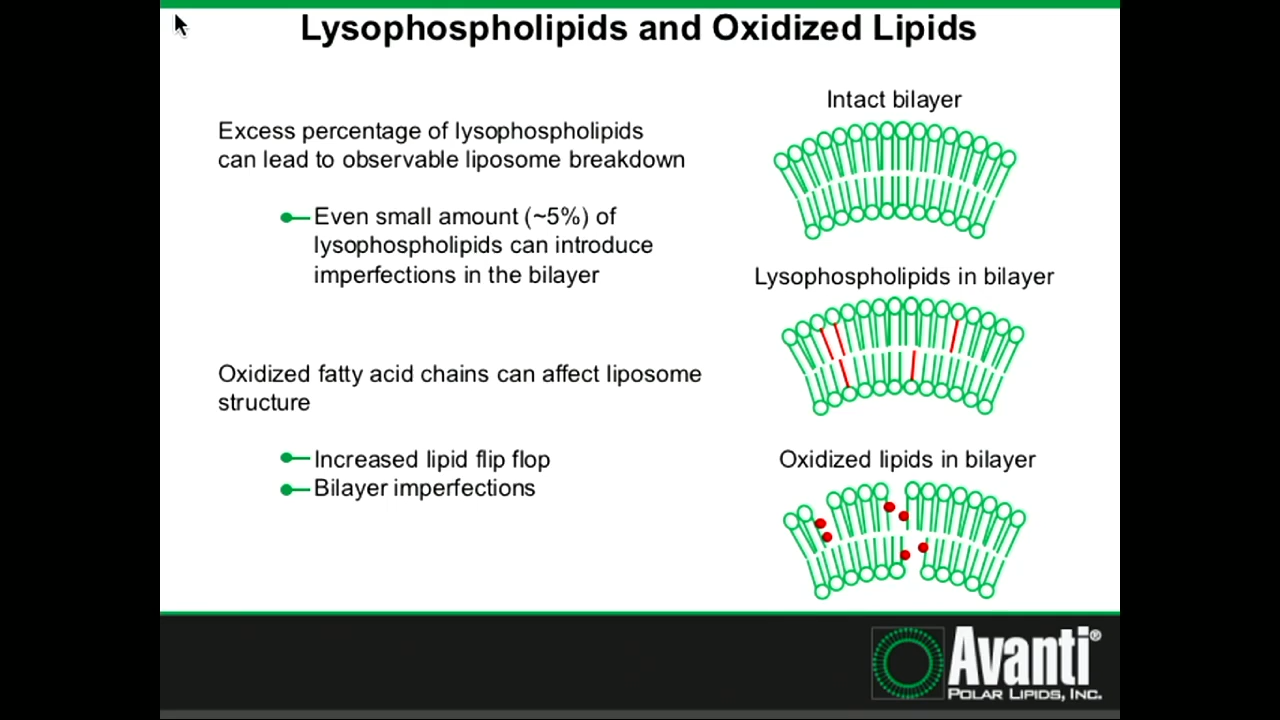 Lysophospholipids and Oxidized Lipids
Excess percentage of lysophospholipids
can lead to observable liposome breakdown
Even small amount (~5%) of
lysophospholipids can introduce
imperfections in the bilayer
Oxidized fatty acid chains can affect liposome
structure
Increased lipid flip flop
Bilayer imperfections
Intact bilayer
Lysophospholipids in bilayer
Oxidized lipids in bilayer
Avanti®
POLAR LIPIDS, INC.